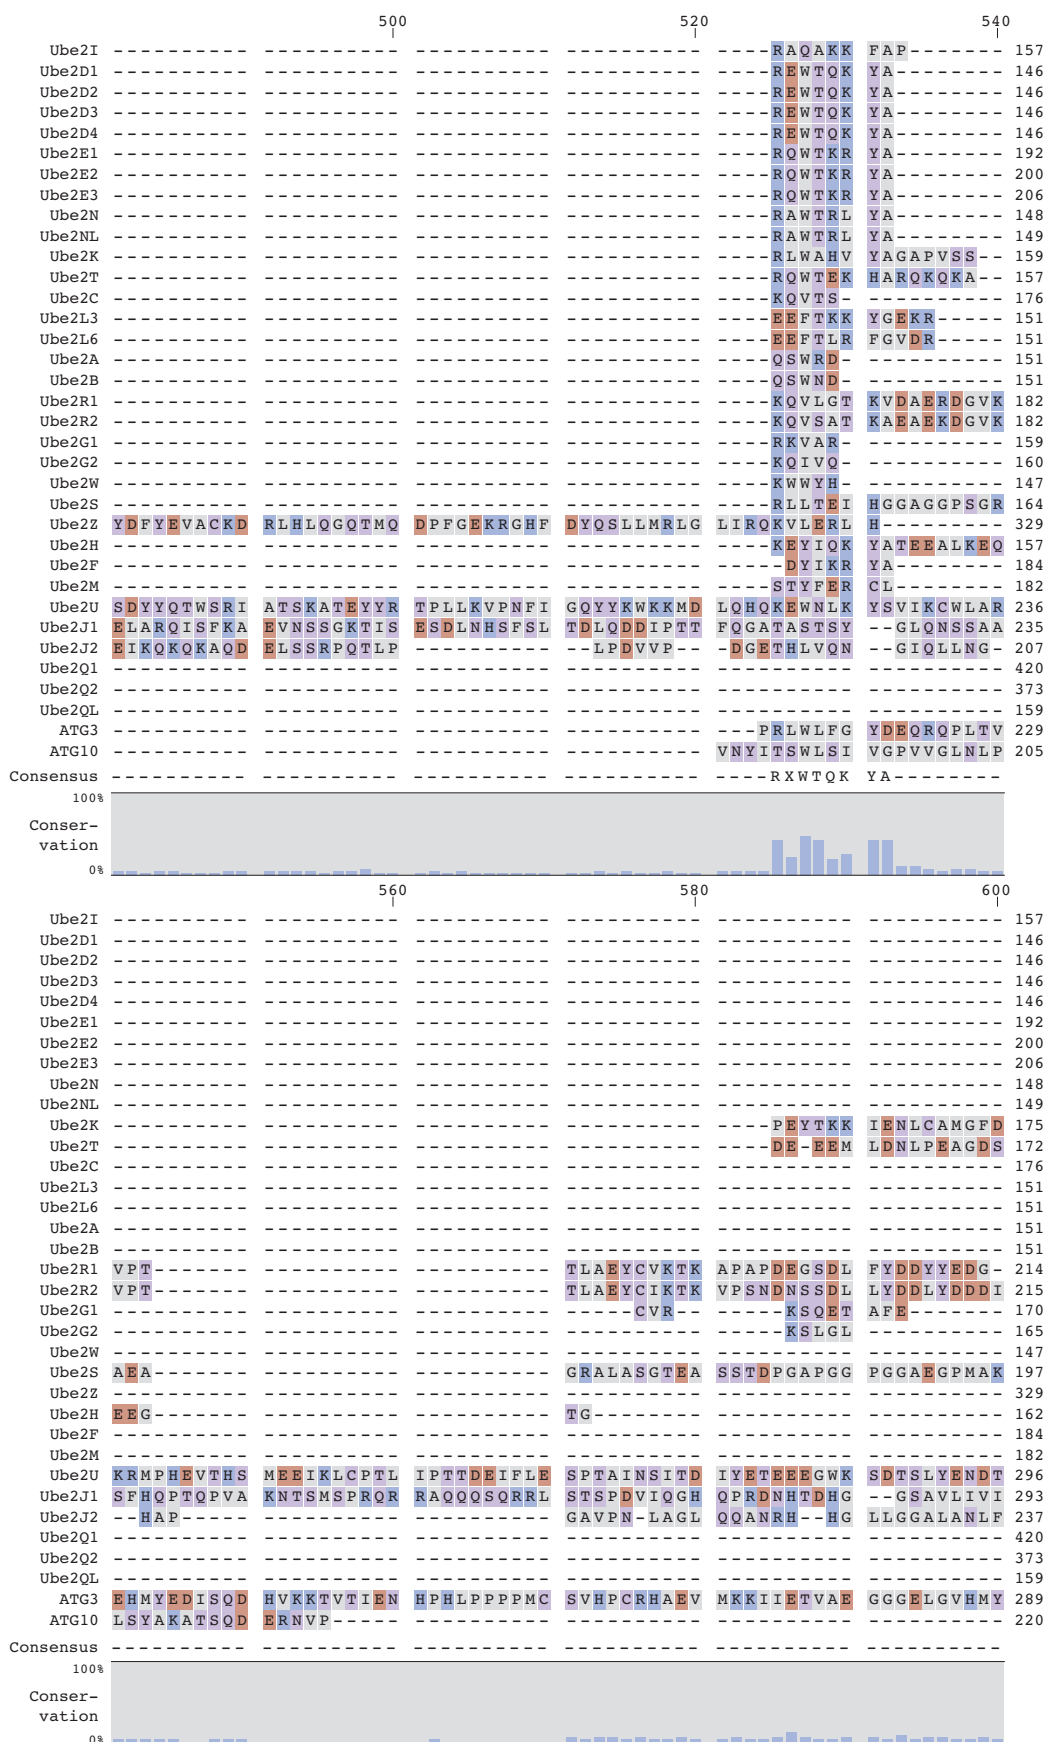 500 520 540
Ube2I ---------- ---------- ---------- ---------- ----RAQAKK FAP------- 157
Ube2D1 ---------- ---------- ---------- ---------- ----REWTQK YA-------- 146
Ube2D2 ---------- ---------- ---------- ---------- ----REWTQK YA-------- 146
Ube2D3 ---------- ---------- ---------- ---------- ----REWTQK YA-------- 146
Ube2D4 ---------- ---------- ---------- ---------- ----REWTQK YA-------- 146
Ube2E1 ---------- ---------- ---------- ---------- ----RQWTKR YA-------- 192
Ube2E2 ---------- ---------- ---------- ---------- ----RQWTKR YA-------- 200
Ube2E3 ---------- ---------- ---------- ---------- ----RQWTKR YA-------- 206
Ube2N ---------- ---------- ---------- ---------- ----RAWTRL YA-------- 148
Ube2NL ---------- ---------- ---------- ---------- ----RAWTRL YA-------- 149
Ube2K ---------- ---------- ---------- ---------- ----RLWAHV YAGAPVSS-- 159
Ube2T ---------- ---------- ---------- ---------- ----RQWTEK HARQKQKA-- 157
Ube2C ---------- ---------- ---------- ---------- ----KQVTS- ---------- 176
Ube2L3 ---------- ---------- ---------- ---------- ----EEFTKK YGEKR----- 151
Ube2L6 ---------- ---------- ---------- ---------- ----EEFTLR FGVDR----- 151
Ube2A ---------- ---------- ---------- ---------- ----QSWRD- ---------- 151
Ube2B ---------- ---------- ---------- ---------- ----QSWND- ---------- 151
Ube2R1 ---------- ---------- ---------- ---------- ----KQVLGT KVDAERDGVK 182
Ube2R2 ---------- ---------- ---------- ---------- ----KQVSAT KAEAEKDGVK 182
Ube2G1 ---------- ---------- ---------- ---------- ----RKVAR- ---------- 159
Ube2G2 ---------- ---------- ---------- ---------- ----KQIVQ- ---------- 160
Ube2W ---------- ---------- ---------- ---------- ----KWWYH- ---------- 147
Ube2S ---------- ---------- ---------- ---------- ----RLLTEI HGGAGGPSGR 164
Ube2Z YDFYEVACKD RLHLQGQTMQ DPFGEKRGHF DYQSLLMRLG LIRQKVLERL H--------- 329
Ube2H ---------- ---------- ---------- ---------- ----KEYIQK YATEEALKEQ 157
Ube2F ---------- ---------- ---------- ---------- -----DYIKR YA-------- 184
Ube2M ---------- ---------- ---------- ---------- ----STYFER CL-------- 182
Ube2U SDYYQTWSRI ATSKATEYYR TPLLKVPNFI GQYYKWKKMD LQHQKEWNLK YSVIKCWLAR 236
Ube2J1 ELARQISFKA EVNSSGKTIS ESDLNHSFSL TDLQDDIPTT FQGATASTSY --GLQNSSAA 235
Ube2J2 EIKQKQKAQD ELSSRPQTLP ---------- --LPDVVP-- -DGETHLVQN --GIQLLNG- 207
Ube2Q1 ---------- ---------- ---------- ---------- ---------- ---------- 420
Ube2Q2 ---------- ---------- ---------- ---------- ---------- ---------- 373
Ube2QL ---------- ---------- ---------- ---------- ---------- ---------- 159
ATG3 ---------- ---------- ---------- ---------- ---PRLWLFG YDEQRQPLTV 229
ATG10 ---------- ---------- ---------- ---------- VNYITSWLSI VGPVVGLNLP 205
Consensus ---------- ---------- ---------- ---------- ----RXWTQK YA--------
100%
Conser-
vation
0%
560 580 600
Ube2I ---------- ---------- ---------- ---------- ---------- ---------- 157
Ube2D1 ---------- ---------- ---------- ---------- ---------- ---------- 146
Ube2D2 ---------- ---------- ---------- ---------- ---------- ---------- 146
Ube2D3 ---------- ---------- ---------- ---------- ---------- ---------- 146
Ube2D4 ---------- ---------- ---------- ---------- ---------- ---------- 146
Ube2E1 ---------- ---------- ---------- ---------- ---------- ---------- 192
Ube2E2 ---------- ---------- ---------- ---------- ---------- ---------- 200
Ube2E3 ---------- ---------- ---------- ---------- ---------- ---------- 206
Ube2N ---------- ---------- ---------- ---------- ---------- ---------- 148
Ube2NL ---------- ---------- ---------- ---------- ---------- ---------- 149
Ube2K ---------- ---------- ---------- ---------- ----PEYTKK IENLCAMGFD 175
Ube2T ---------- ---------- ---------- ---------- ----DE-EEM LDNLPEAGDS 172
Ube2C ---------- ---------- ---------- ---------- ---------- ---------- 176
Ube2L3 ---------- ---------- ---------- ---------- ---------- ---------- 151
Ube2L6 ---------- ---------- ---------- ---------- ---------- ---------- 151
Ube2A ---------- ---------- ---------- ---------- ---------- ---------- 151
Ube2B ---------- ---------- ---------- ---------- ---------- ---------- 151
Ube2R1 VPT------- ---------- ---------- TLAEYCVKTK APAPDEGSDL FYDDYYEDG- 214
Ube2R2 VPT------- ---------- ---------- TLAEYCIKTK VPSNDNSSDL LYDDLYDDDI 215
Ube2G1 ---------- ---------- ---------- -----CVR-- -----KSQET AFE------- 170
Ube2G2 ---------- ---------- ---------- ---------- -----KSLGL ---------- 165
Ube2W ---------- ---------- ---------- ---------- ---------- ---------- 147
Ube2S AEA------- ---------- ---------- GRALASGTEA SSTDPGAPGG PGGAEGPMAK 197
Ube2Z ---------- ---------- ---------- ---------- ---------- ---------- 329
Ube2H EEG------- ---------- ---------- TG-------- ---------- ---------- 162
Ube2F ---------- ---------- ---------- ---------- ---------- ---------- 184
Ube2M ---------- ---------- ---------- ---------- ---------- ---------- 182
Ube2U KRMPHEVTHS MEEIKLCPTL IPTTDEIFLE SPTAINSITD IYETEEEGWK SDTSLYENDT 296
Ube2J1 SFHQPTQPVA KNTSMSPRQR RAQQQSQRRL STSPDVIQGH QPRDNHTDHG --GSAVLIVI 293
Ube2J2 --HAP----- ---------- ---------- GAVPN-LAGL QQANRH--HG LLGGALANLF 237
Ube2Q1 ---------- ---------- ---------- ---------- ---------- ---------- 420
Ube2Q2 ---------- ---------- ---------- ---------- ---------- ---------- 373
Ube2QL ---------- ---------- ---------- ---------- ---------- ---------- 159
ATG3 EHMYEDISQD HVKKTVTIEN HPHLPPPPMC SVHPCRHAEV MKKIIETVAE GGGELGVHMY 289
ATG10 LSYAKATSQD ERNVP----- ---------- ---------- ---------- ---------- 220
Consensus ---------- ---------- ---------- ---------- ---------- ----------
100%
Conser-
vation
0%